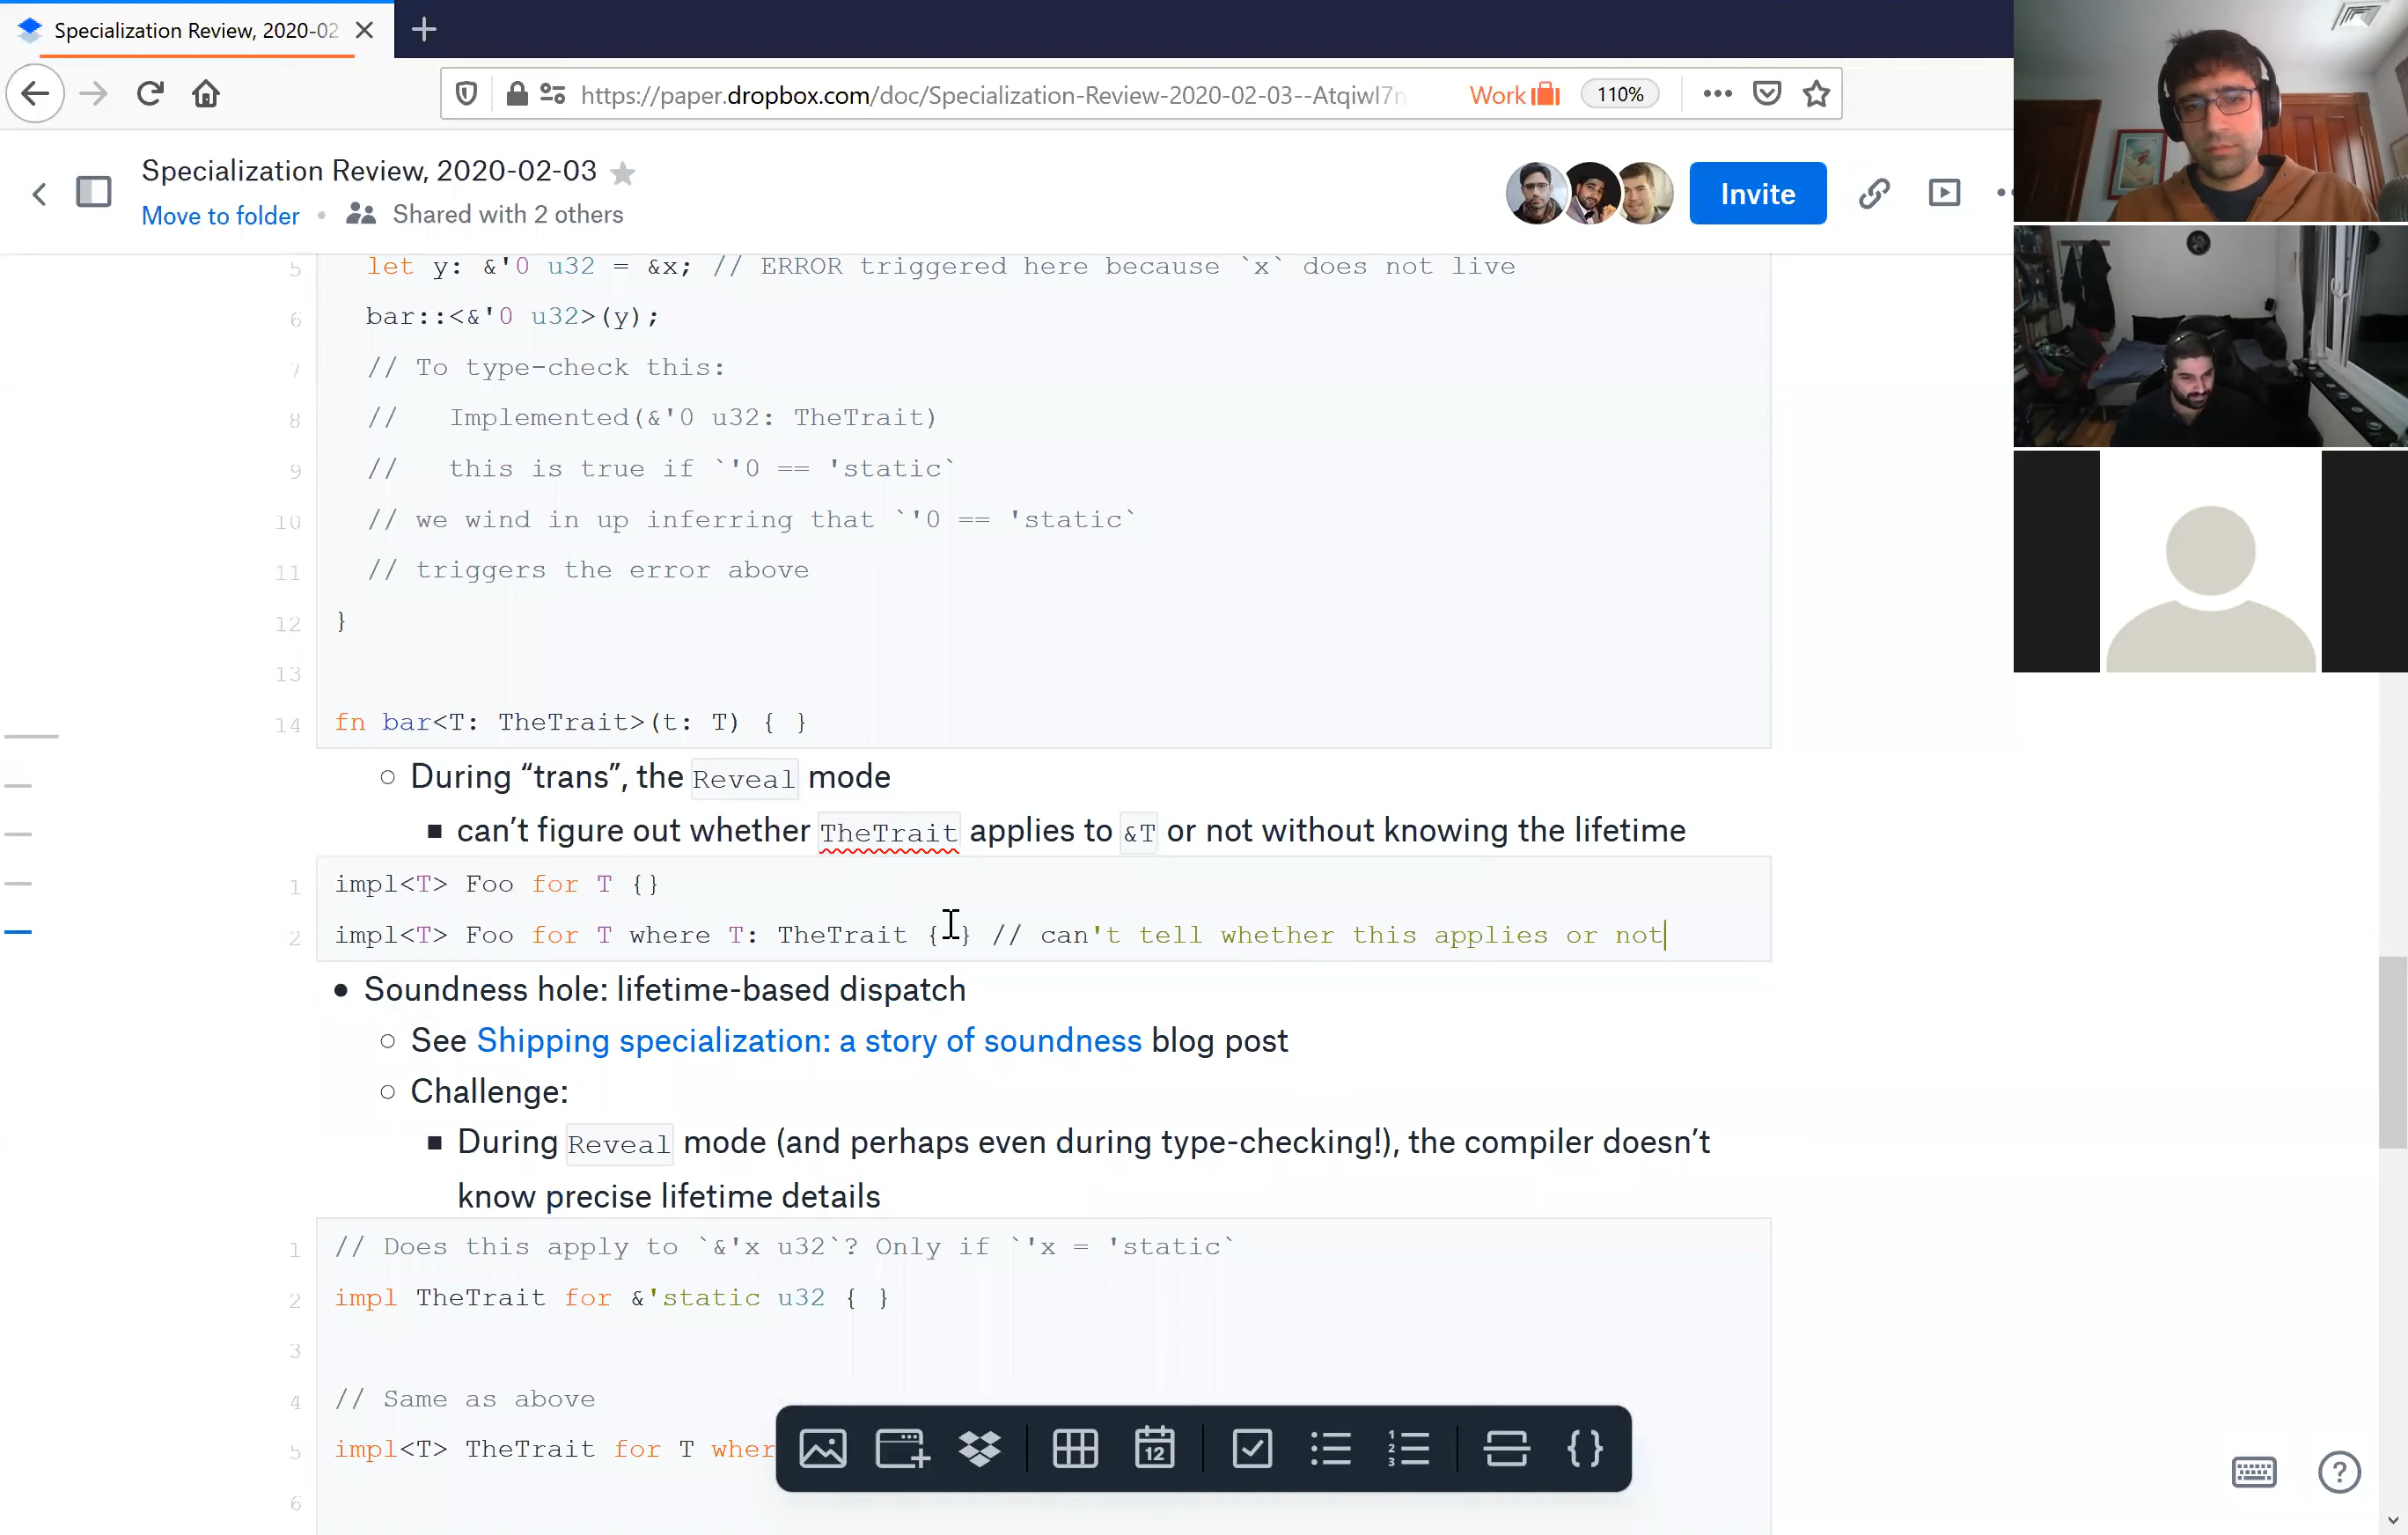 Specialization Review, 2020-02
https://paper.dropbox.com/doc/Specialization-Review-2020-02-03--AtqiwI7n
Work
110%
Specialization Review, 2020-02-03
Move to folder • Shared with 2 others
Invite
5 let y: &'0 u32 = &x; // ERROR triggered here because `x` does not live
6 bar::<&'0 u32>(y);
7 // To type-check this:
8 // Implemented(&'0 u32: TheTrait)
9 // this is true if `'0 == 'static`
10 // we wind in up inferring that `'0 == 'static`
11 // triggers the error above
12 }
13
14 fn bar<T: TheTrait>(t: T) { }
During “trans”, the Reveal mode
can’t figure out whether TheTrait applies to &T or not without knowing the lifetime
1 impl<T> Foo for T {}
2 impl<T> Foo for T where T: TheTrait { } // can't tell whether this applies or not
Soundness hole: lifetime-based dispatch
See Shipping specialization: a story of soundness blog post
Challenge:
During Reveal mode (and perhaps even during type-checking!), the compiler doesn’t
know precise lifetime details
1 // Does this apply to `&'x u32`? Only if `'x = 'static`
2 impl TheTrait for &'static u32 { }
3
4 // Same as above
5 impl<T> TheTrait for T wher
6
12
1
2
3
{}
?